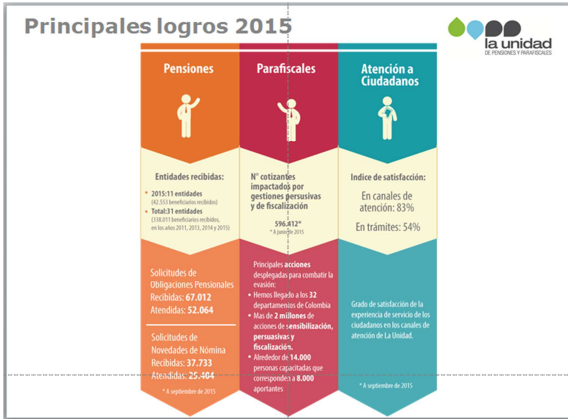 Principales logros 2015
la unidad
DE PENSIONES Y PARAFISCALES
Pensiones
Entidades recibidas:
• 2015:11 entidades
(42.553 beneficiarios recibidos)
• Total:31 entidades
(338.011 beneficiarios recibidos,
en los años 2011, 2013, 2014 y 2015)
Solicitudes de
Obligaciones Pensionales
Recibidas: 67.012
Atendidas: 52.064
Solicitudes de
Novedades de Nómina
Recibidas: 37.733
Atendidas: 25.404
* A septiembre de 2015
Parafiscales
N° cotizantes
impactados por
gestiones persuasivas
y de fiscalización
596.412*
* A junio de 2015
Principales acciones
desplegadas para combatir la
evasión:
• Hemos llegado a los 32
departamentos de Colombia
• Mas de 2 millones de
acciones de sensibilización,
persuasivas y
fiscalización.
• Alrededor de 14.000
personas capacitadas que
corresponden a 8.000
aportantes
Atención a
Ciudadanos
Indice de satisfacción:
En canales de
atención: 83%
En trámites: 54%
Grado de satisfacción de la
experiencia de servicio de los
ciudadanos en los canales de
atención de La Unidad.
* A septiembre de 2015